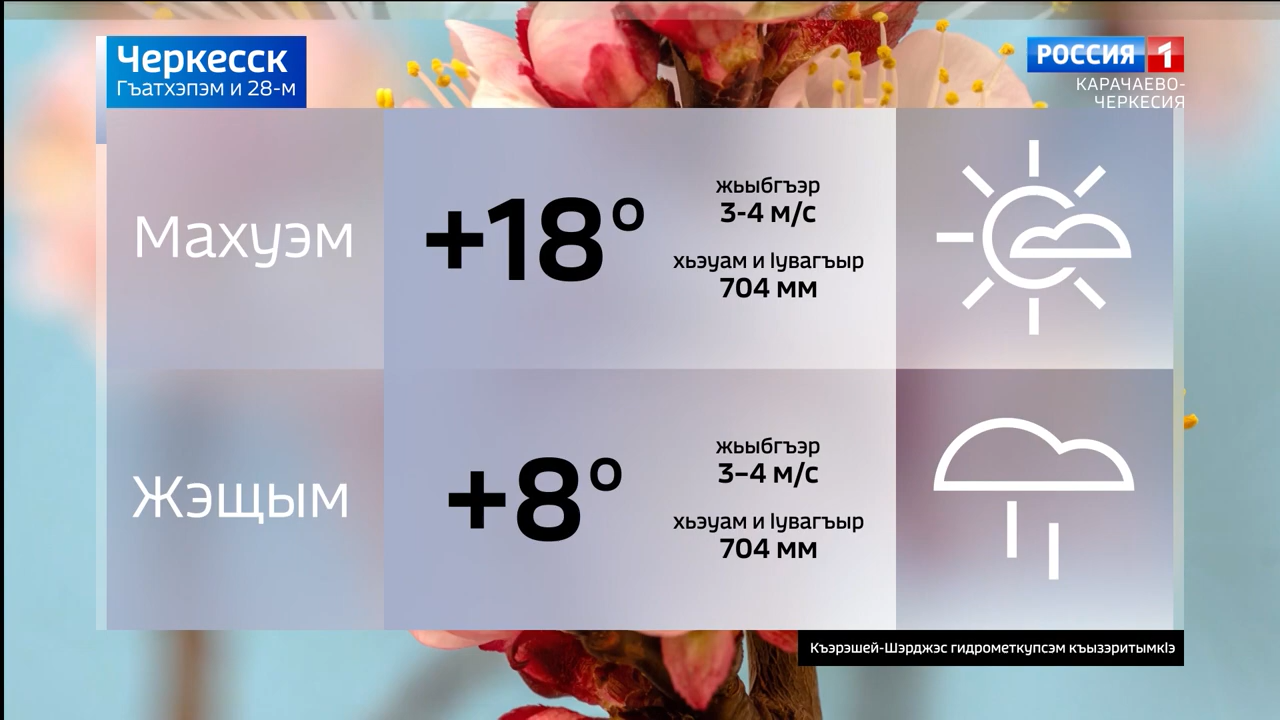 Черкесск
Гъатхэпэм и 28-м
РОССИЯ 1
КАРАЧАЕВО-
ЧЕРКЕСИЯ
Махуэм
+18°
жьыбгъэр
3-4 м/с
хьэуам и Iувагъыр
704 мм
Жэщым
+8°
жьыбгъэр
3–4 м/с
хьэуам и Iувагъыр
704 мм
Къэрэшей-Шэрджэс гидрометкупсэм къызэритымкIэ